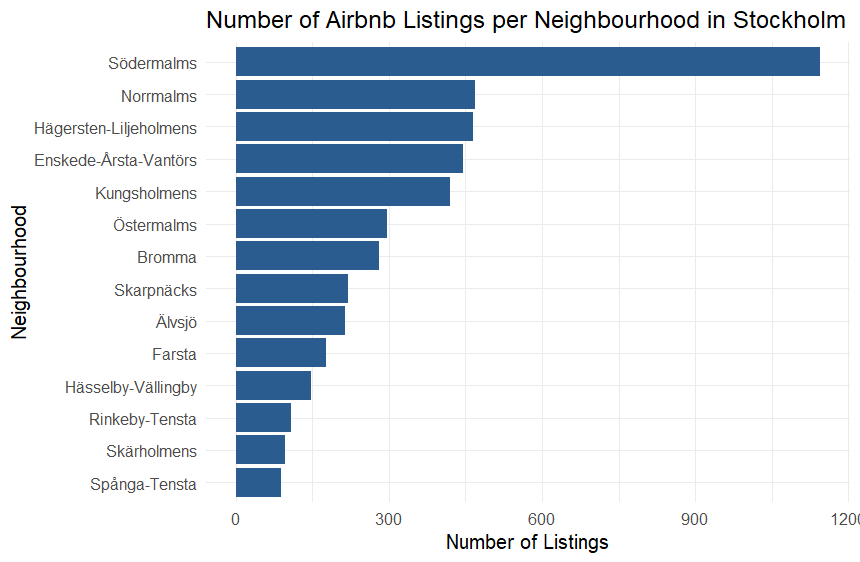 Number of Airbnb Listings per Neighbourhood in Stockholm
Södermalms
Norrmalms
Hägersten-Liljeholmens
Enskede-Årsta-Vantörs
Kungsholmens
Östermalms
Bromma
Skarpnäcks
Älvsjö
Farsta
Hässelby-Vällingby
Rinkeby-Tensta
Skärholmens
Spånga-Tensta
Neighbourhood
0 300 600 900 1200
Number of Listings